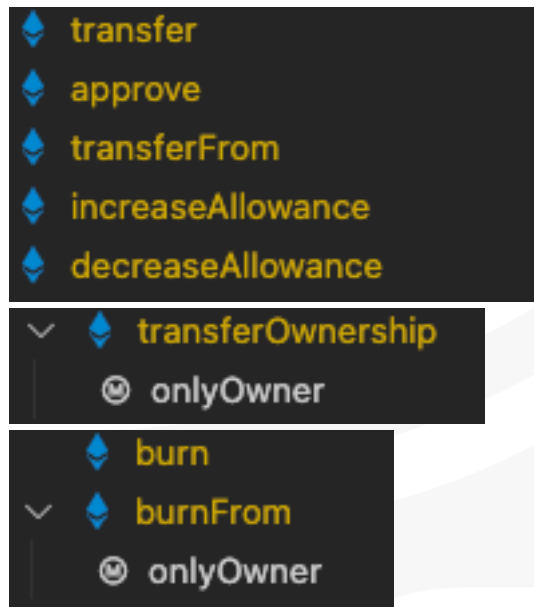 transfer
approve
transferFrom
increaseAllowance
decreaseAllowance
transferOwnership
onlyOwner
burn
burnFrom
onlyOwner